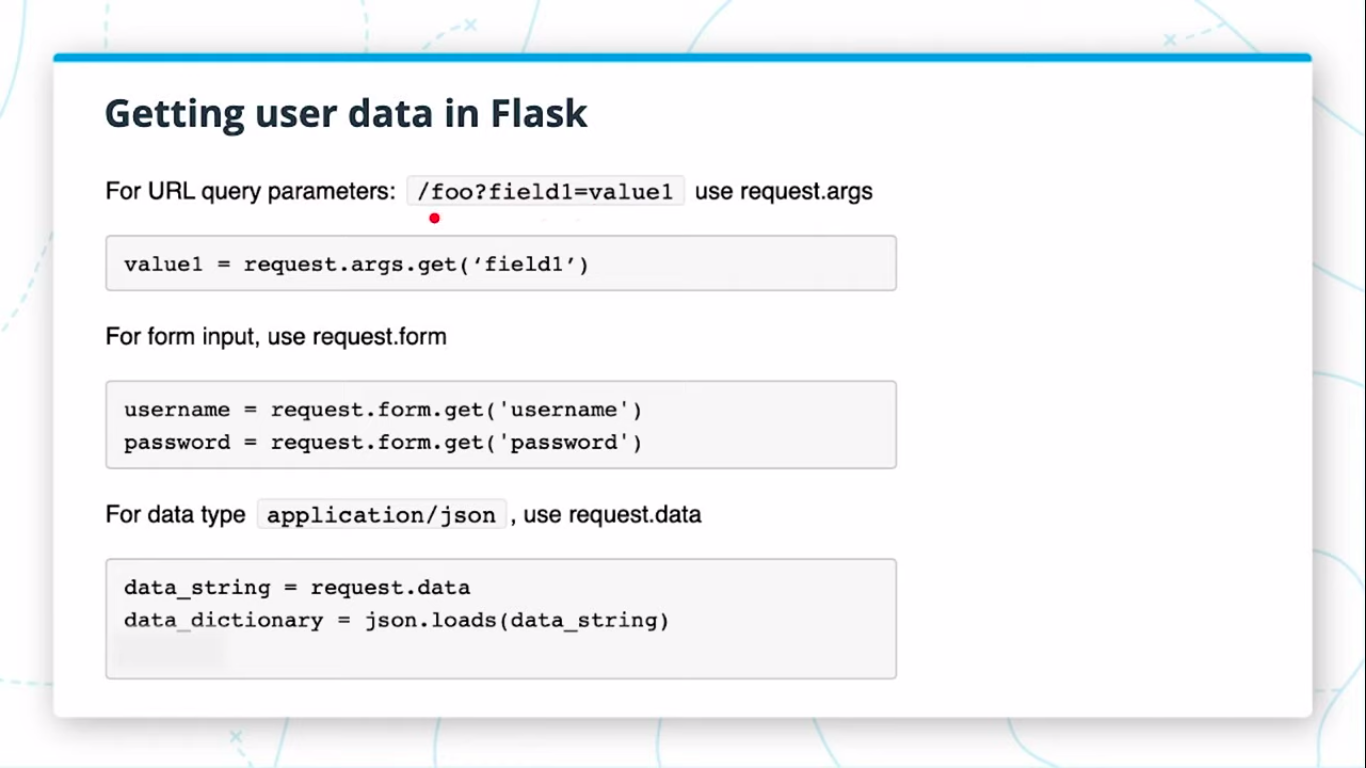 Getting user data in Flask
For URL query parameters: /foo?field1=value1 use request.args
value1 = request.args.get(‘field1’)
For form input, use request.form
username = request.form.get('username')
password = request.form.get('password')
For data type application/json , use request.data
data_string = request.data
data_dictionary = json.loads(data_string)